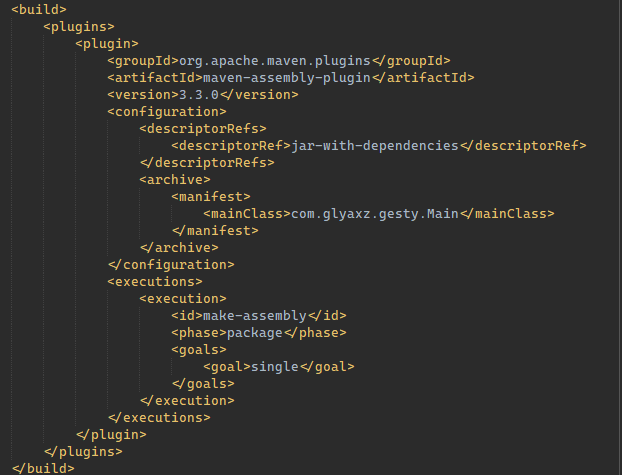 <build>
<plugins>
<plugin>
<groupId>org.apache.maven.plugins</groupId>
<artifactId>maven-assembly-plugin</artifactId>
<version>3.3.0</version>
<configuration>
<descriptorRefs>
<descriptorRef>jar-with-dependencies</descriptorRef>
</descriptorRefs>
<archive>
<manifest>
<mainClass>com.glyaxz.gesty.Main</mainClass>
</manifest>
</archive>
</configuration>
<executions>
<execution>
<id>make-assembly</id>
<phase>package</phase>
<goals>
<goal>single</goal>
</goals>
</execution>
</executions>
</plugin>
</plugins>
</build>